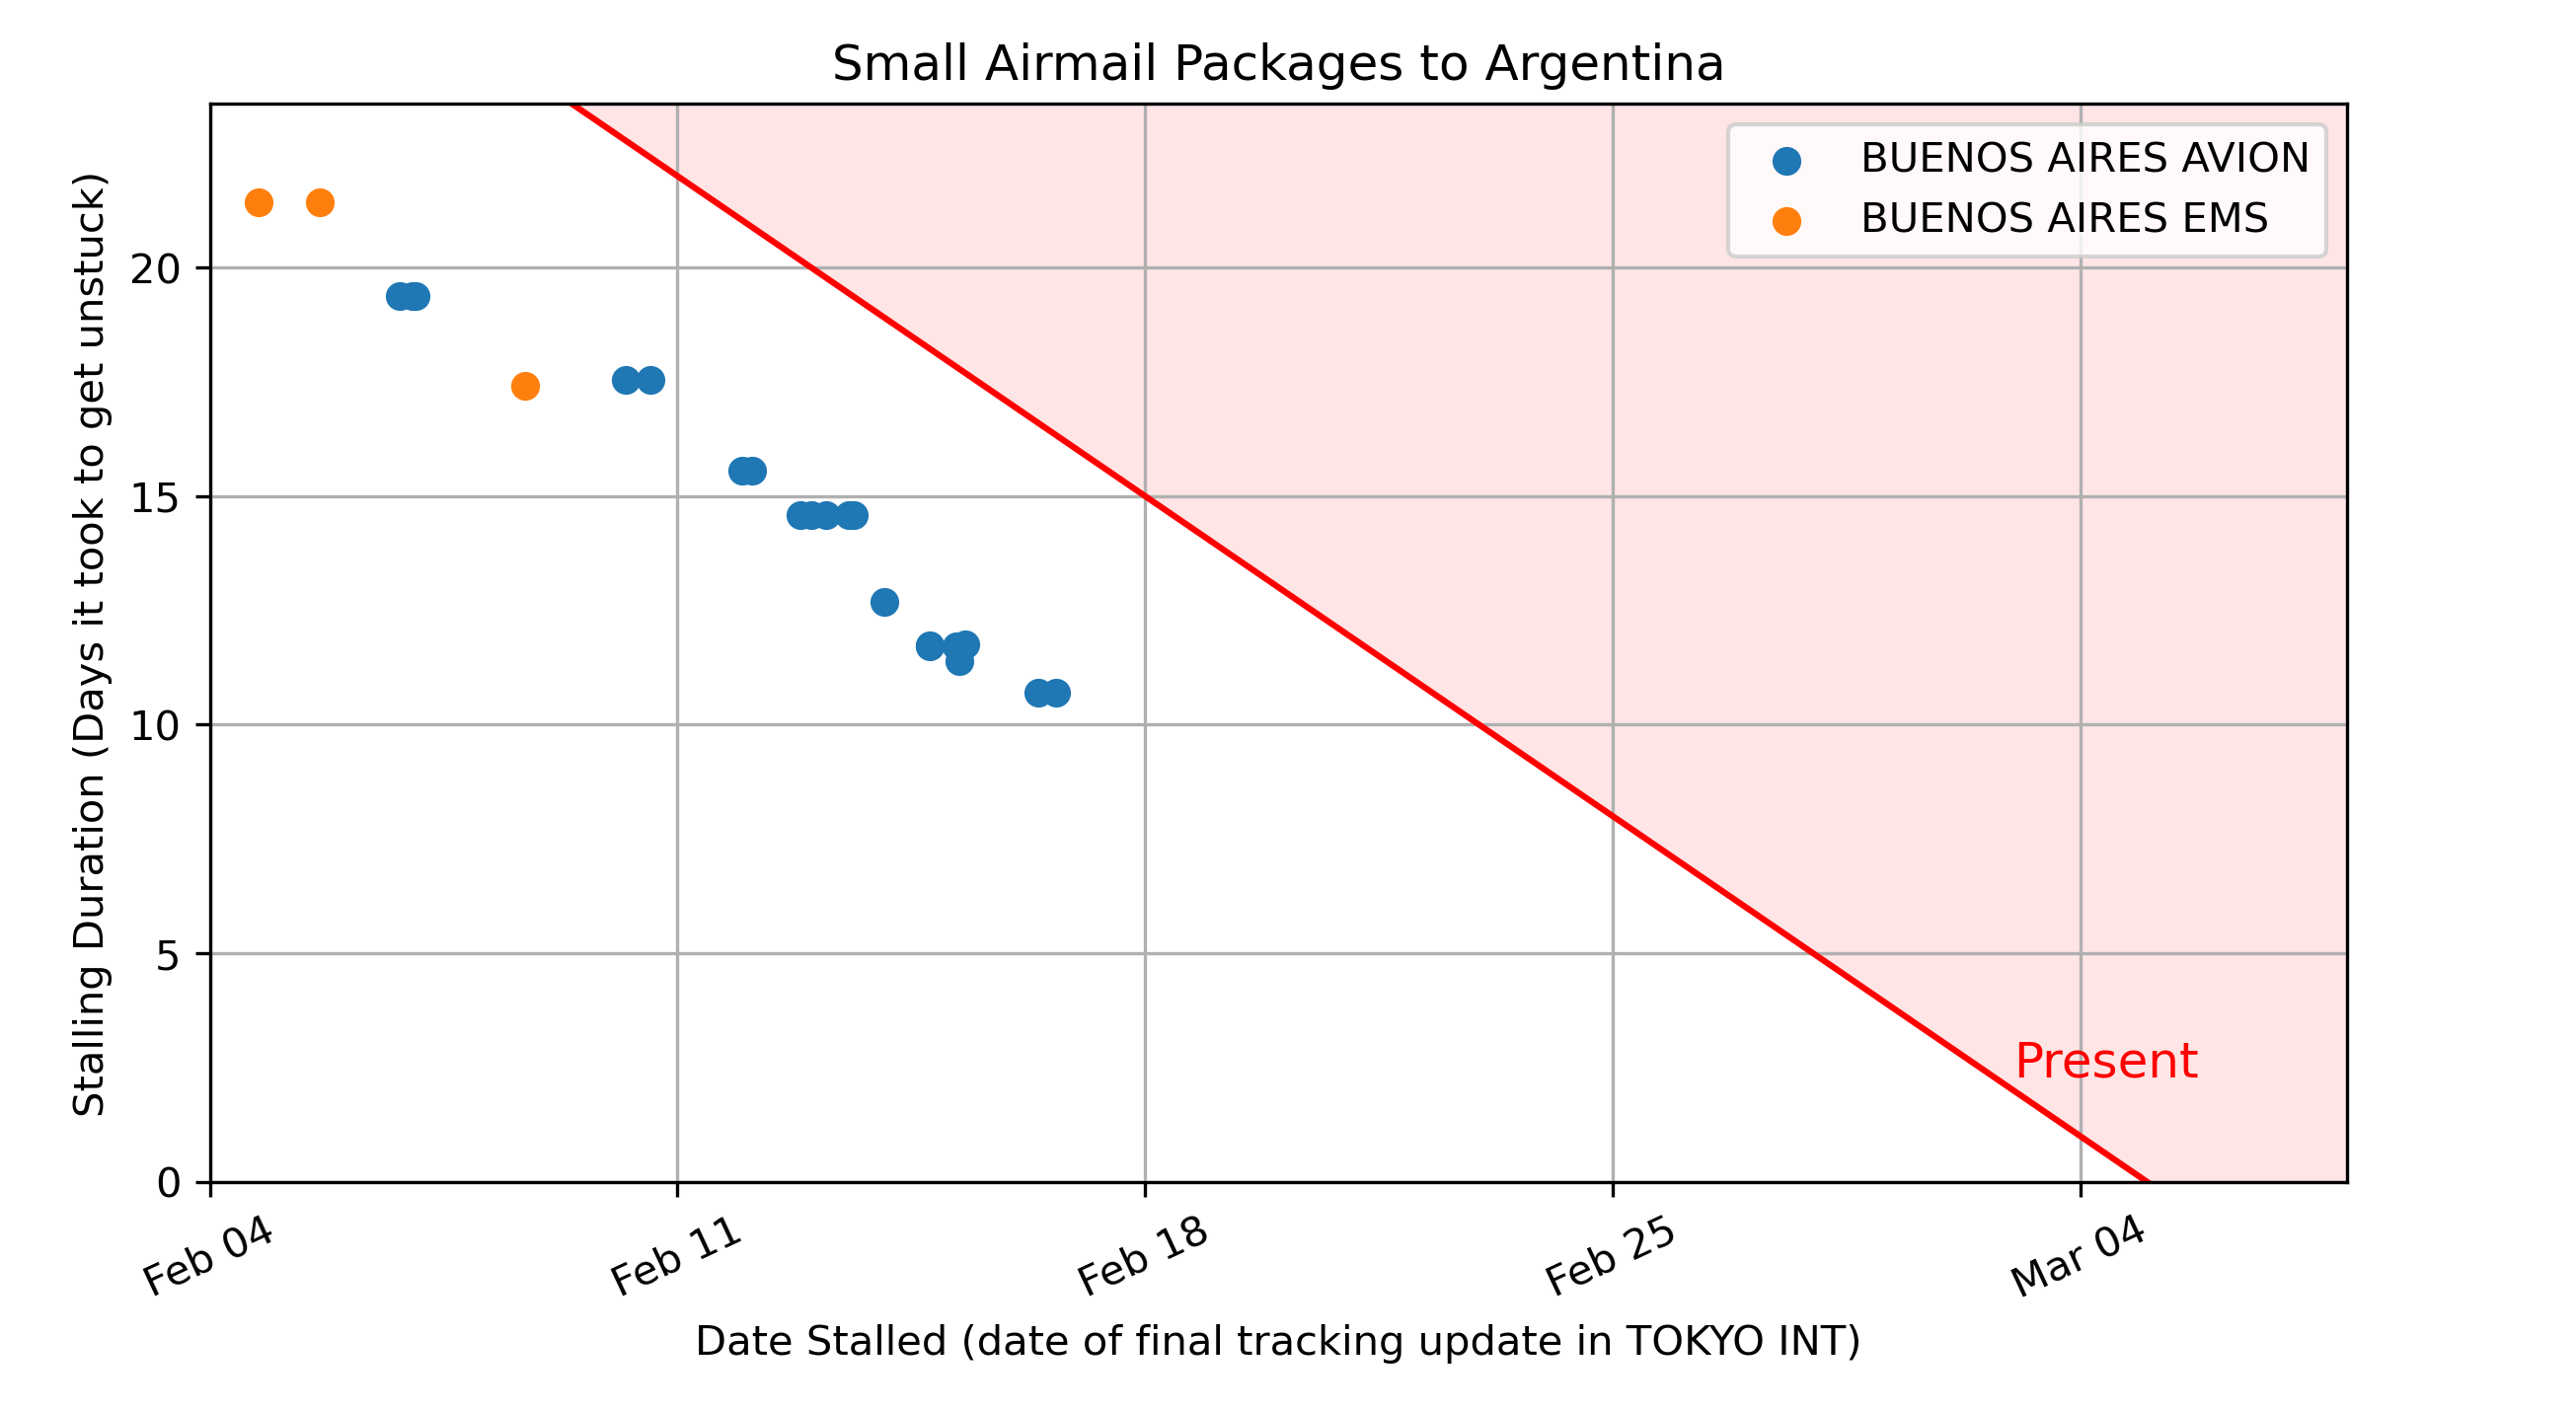 Small Airmail Packages to Argentina
BUENOS AIRES AVION
BUENOS AIRES EMS
Stalling Duration (Days it took to get unstuck)
20
15
10
5
0
Present
Feb 04
Feb 11
Feb 18
Feb 25
Mar 04
Date Stalled (date of final tracking update in TOKYO INT)